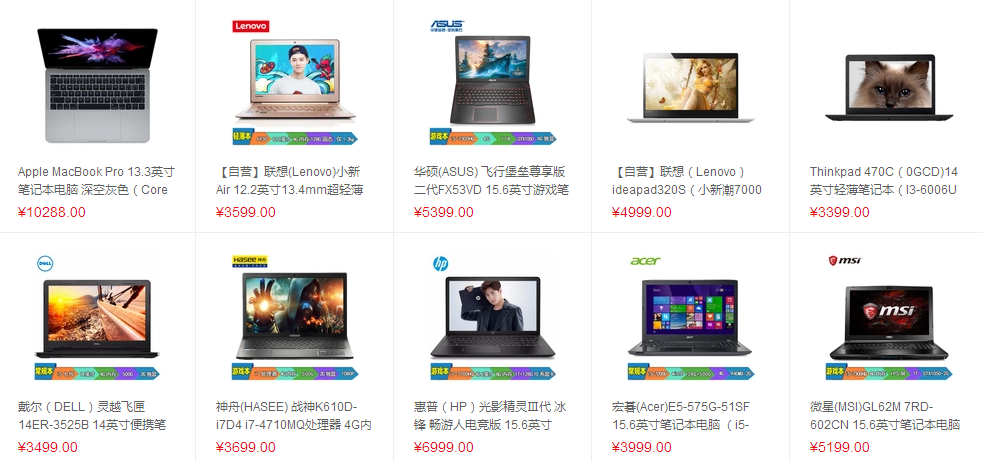 Lenovo
ASUS
华硕品质·坚若磐石
轻薄本
游戏本
Apple MacBook Pro 13.3英寸
笔记本电脑 深空灰色（Core
¥10288.00
【自营】联想(Lenovo)小新
Air 12.2英寸13.4mm超轻薄
¥3599.00
华硕(ASUS) 飞行堡垒尊享版
二代FX53VD 15.6英寸游戏笔
¥5399.00
【自营】联想（Lenovo）
ideapad320S（小新潮7000
¥4999.00
Thinkpad 470C（0GCD)14
英寸轻薄笔记本（I3-6006U
¥3399.00
DELL
HASEE 神舟
hp
acer
msi
msi
常规本
游戏本
游戏本
常规本
游戏本
戴尔（DELL）灵越飞匣
14ER-3525B 14英寸便携笔
¥3499.00
神舟(HASEE) 战神K610D-
i7D4 i7-4710MQ处理器 4G内
¥3699.00
惠普（HP）光影精灵III代 冰
锋 畅游人电竞版 15.6英寸
¥6999.00
宏碁(Acer)E5-575G-51SF
15.6英寸笔记本电脑（ i5-
¥3999.00
微星(MSI)GL62M 7RD-
602CN 15.6英寸笔记本电脑
¥5199.00